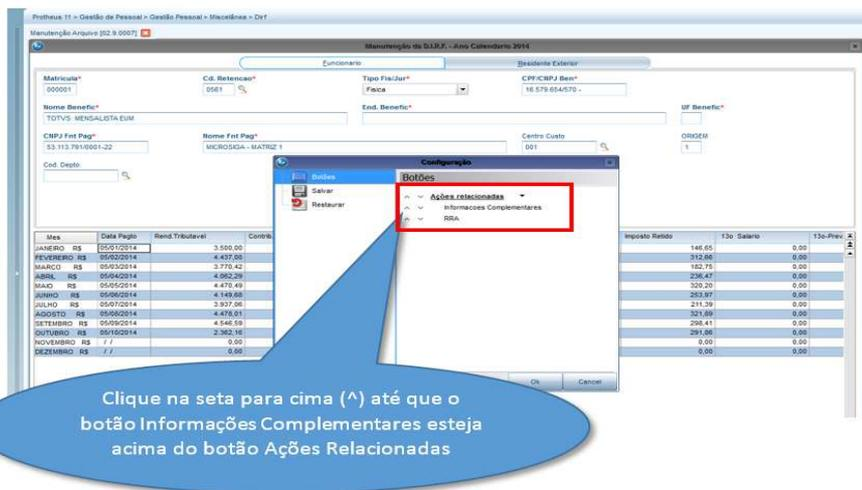 Protheus 11 > Gestão de Pessoal > Gestão Pessoal > Miscelânea > Dirf
Manutenção Arquivo [02.9.0007]
Manutenção da D.I.R.F. - Ano Calendario 2014
Funcionario Residente Exterior
Matricula* Cd. Retencao* Tipo Fis/Jur* CPF/CNPJ Ben*
000001 0561 Fisica 16.579.654/570 -
Nome Benefic* End. Benefic* UF Benefic*
TOTVS MENSALISTA EUM
CNPJ Fnt Pag* Nome Fnt Pag* Centro Custo ORIGEM
53.113.791/0001-22 MICROSIGA - MATRIZ 1 001 1
Cod. Depto.
Configuração
Botões Botões
Salvar
Restaurar
Ações relacionadas
Informacoes Complementares
RRA
Mes Data Pagto Rend.Tributavel Contrib. Imposto Retido 13o Salario 13o-Prev
JANEIRO R$ 05/01/2014 3.500,00 146,65 0,00
FEVEREIRO R$ 05/02/2014 4.437,00 312,66 0,00
MARCO R$ 05/03/2014 3.770,42 182,75 0,00
ABRIL R$ 05/04/2014 4.062,29 236,47 0,00
MAIO R$ 05/05/2014 4.470,49 320,20 0,00
JUNHO R$ 05/06/2014 4.149,68 253,97 0,00
JULHO R$ 05/07/2014 3.937,06 211,39 0,00
AGOSTO R$ 05/08/2014 4.478,01 321,69 0,00
SETEMBRO R$ 05/09/2014 4.546,59 298,41 0,00
OUTUBRO R$ 05/10/2014 2.362,16 291,06 0,00
NOVEMBRO R$ / / 0,00 0,00 0,00
DEZEMBRO R$ / / 0,00 0,00 0,00
Ok Cancel
Clique na seta para cima (^) até que o
botão Informações Complementares esteja
acima do botão Ações Relacionadas